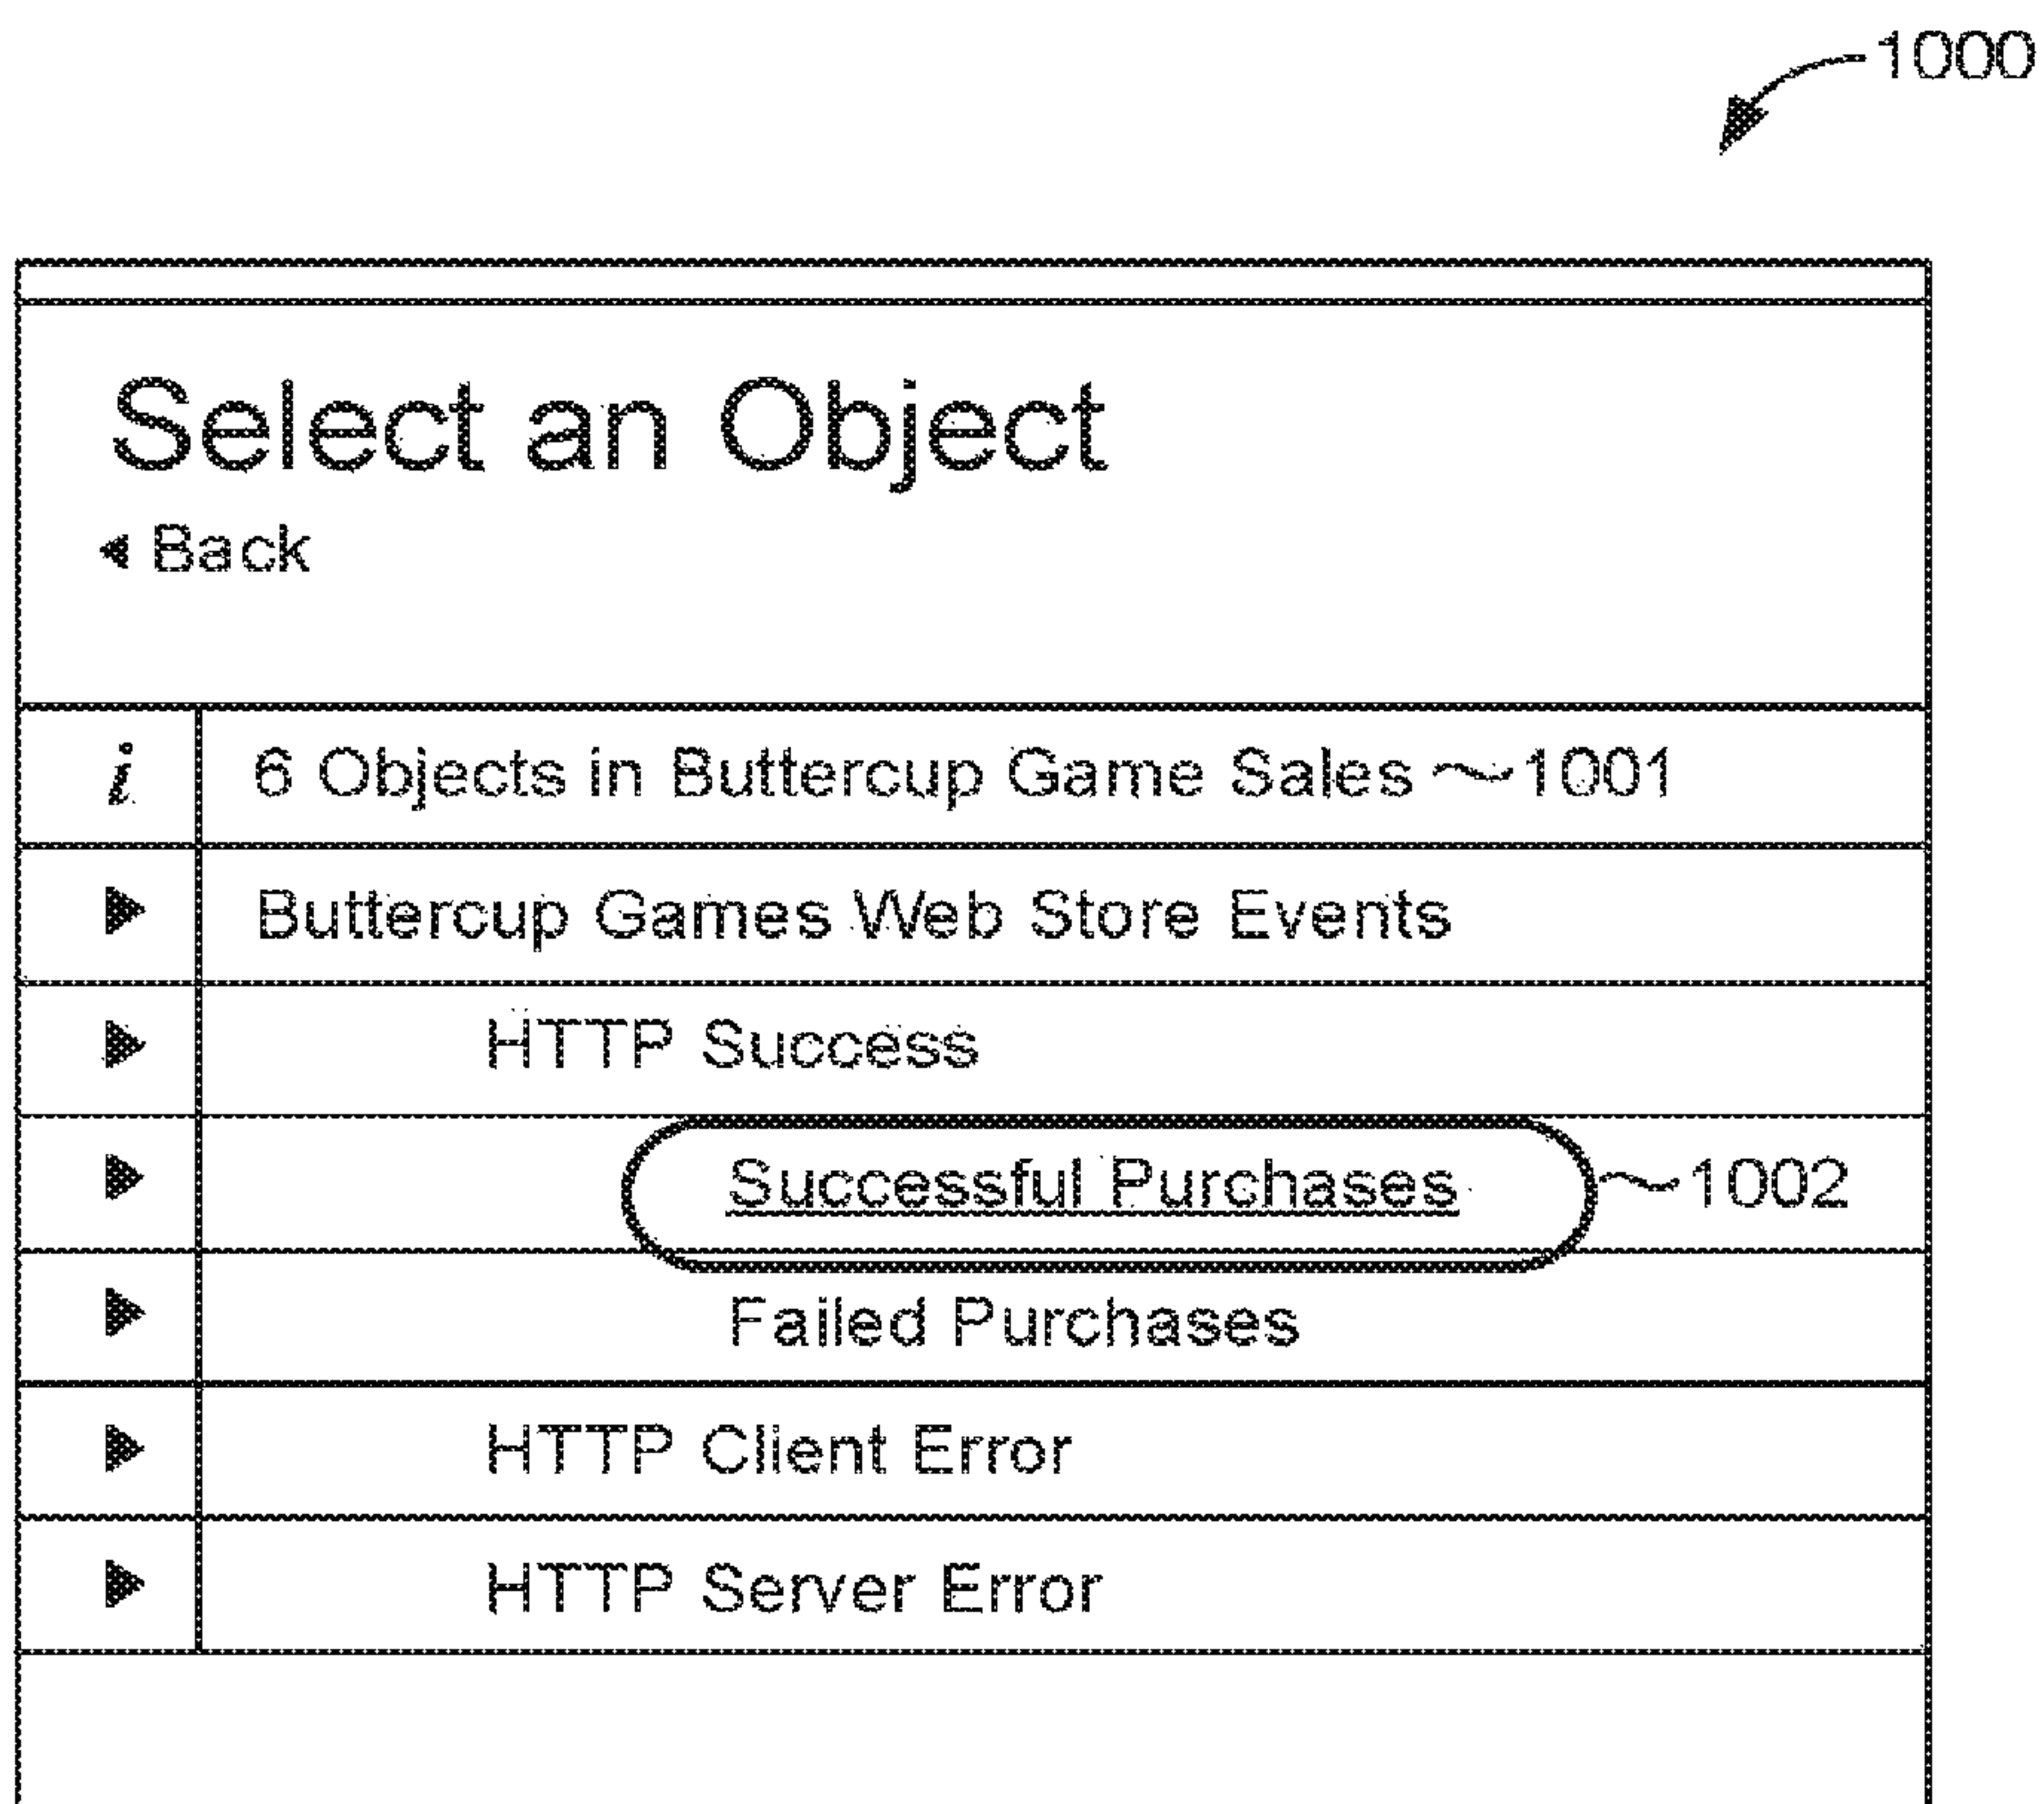 1000
Select an Object
Back
i 6 Objects in Buttercup Game Sales 1001
Buttercup Games Web Store Events
HTTP Success
Successful Purchases 1002
Failed Purchases
HTTP Client Error
HTTP Server Error